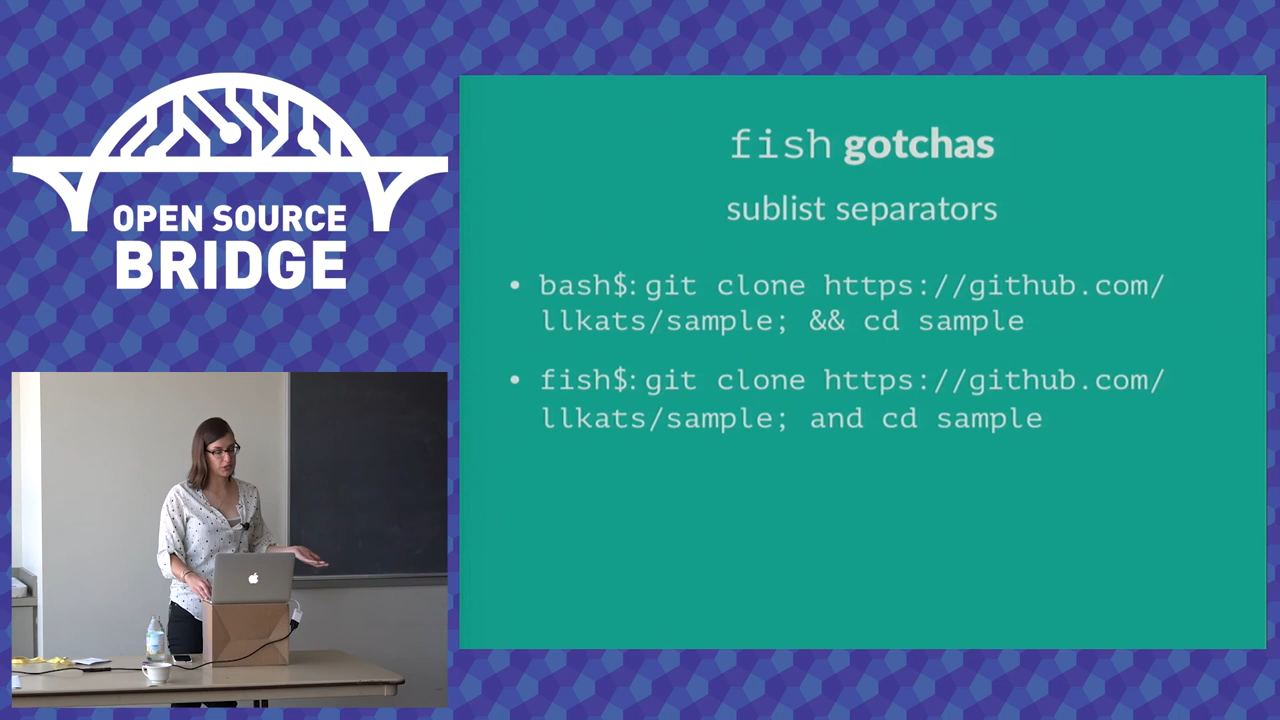 OPEN SOURCE
BRIDGE
fish gotchas
sublist separators
• bash$: git clone https://github.com/
llkats/sample; && cd sample
• fish$: git clone https://github.com/
llkats/sample; and cd sample